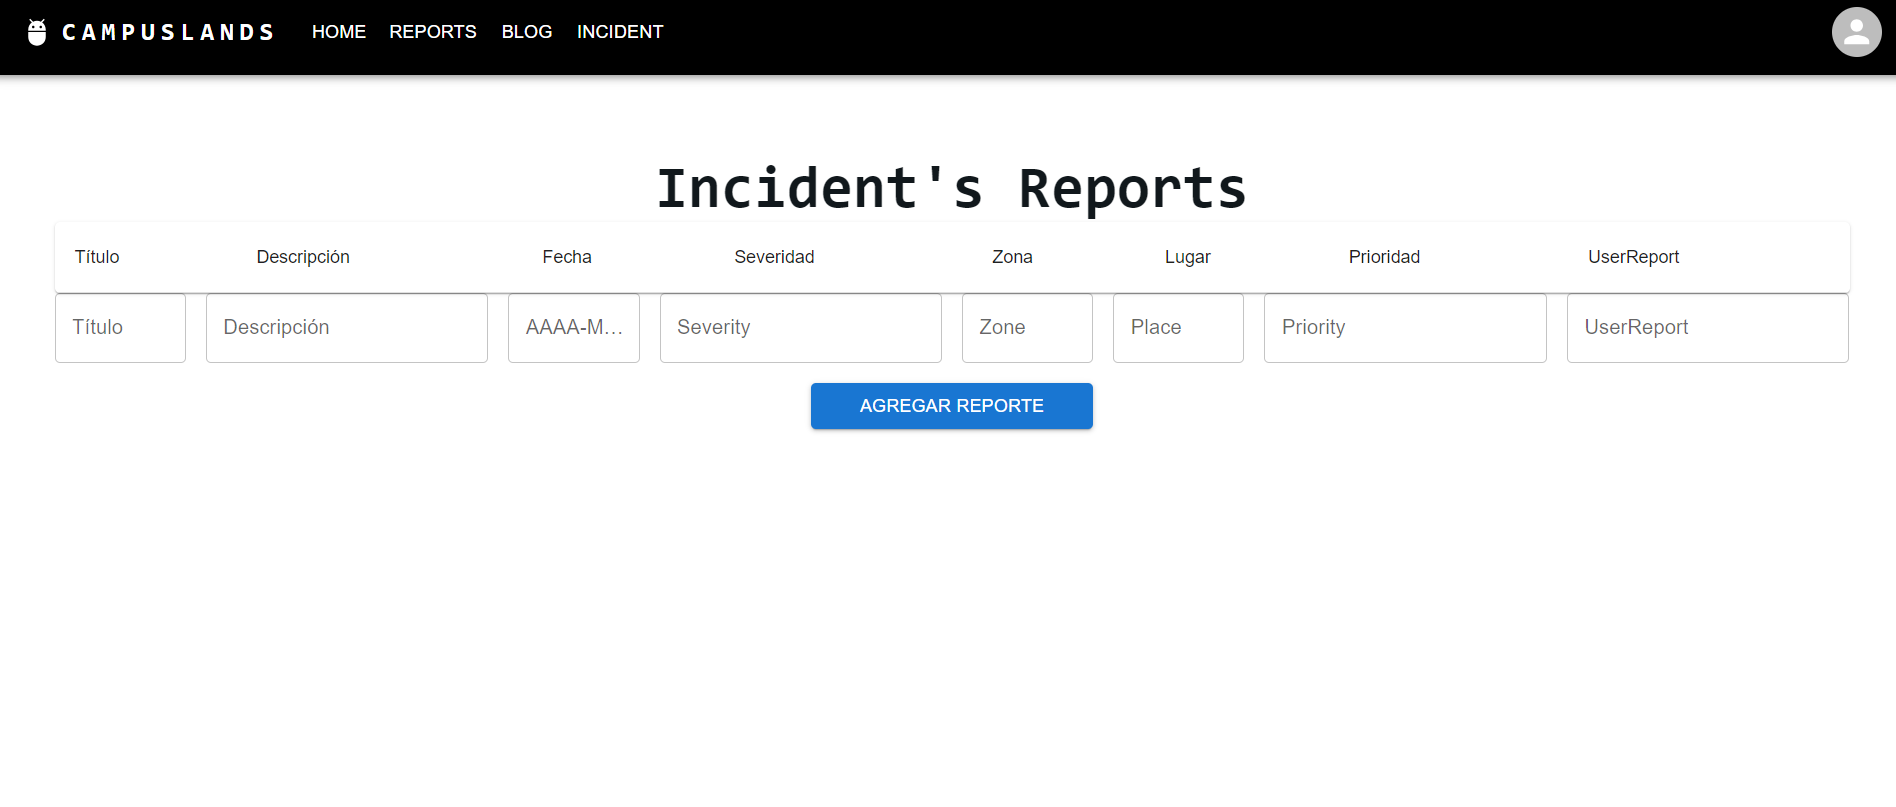 CAMPUSLANDS HOME REPORTS BLOG INCIDENT
Incident's Reports
Título Descripción Fecha Severidad Zona Lugar Prioridad UserReport
Título Descripción AAAA-M... Severity Zone Place Priority UserReport
AGREGAR REPORTE